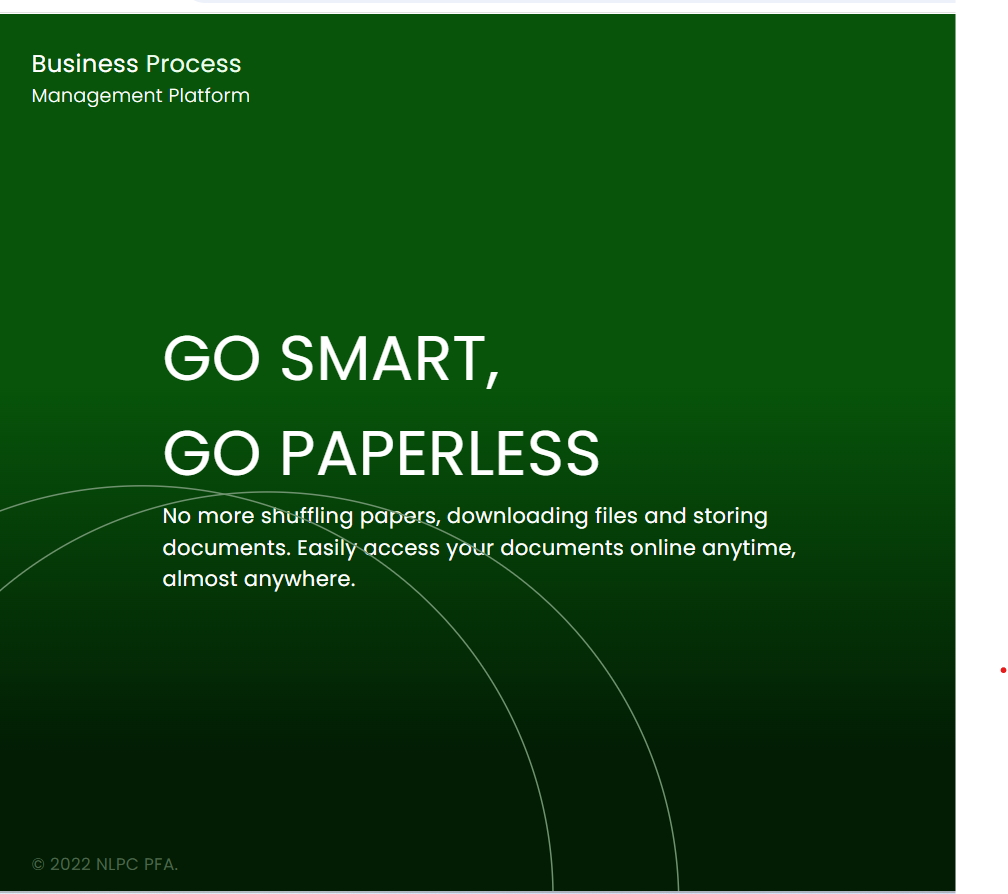 Business Process
Management Platform
GO SMART,
GO PAPERLESS
No more shuffling papers, downloading files and storing
documents. Easily access your documents online anytime,
almost anywhere.
© 2022 NLPC PFA.